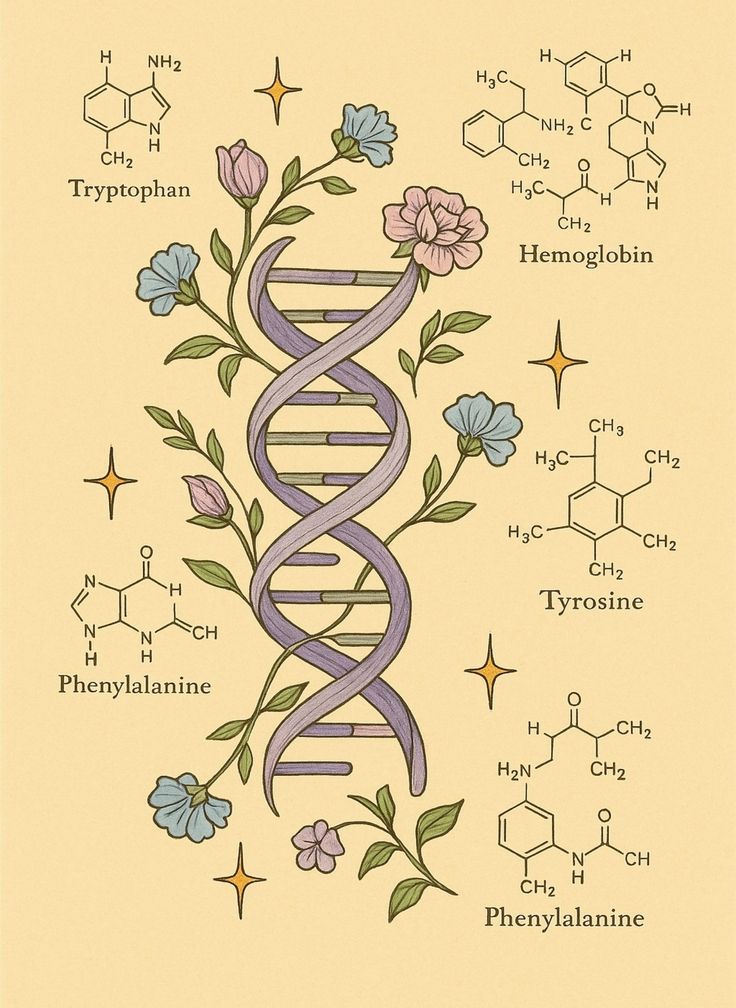 H
NH₂
N
H
CH₂
Tryptophan
H
H
H₃C
O
H
NH₂
C
N
CH₂
O
H₃C
H
N
H
CH₂
Hemoglobin
CH₃
H₃C
CH₂
H₃C
CH₂
CH₂
Tyrosine
O
N
H
N
CH
H
N
H
Phenylalanine
O
H
CH₂
H₂N
CH₂
O
N
CH
H
CH₂
Phenylalanine